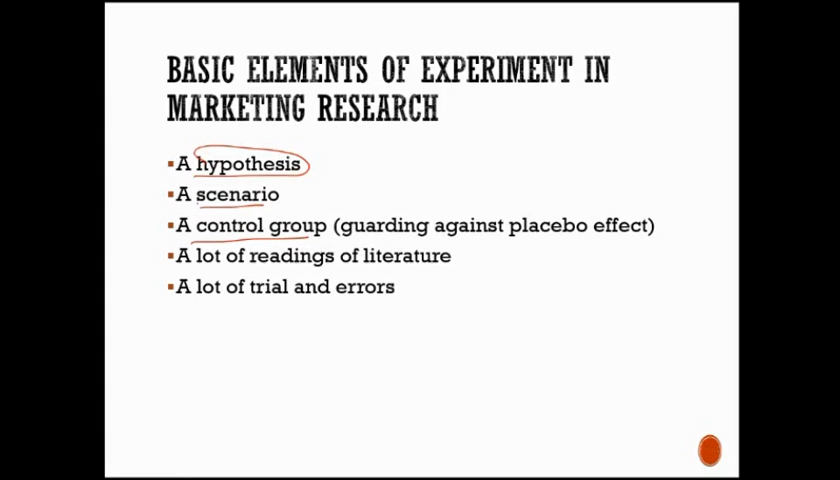 BASIC ELEMENTS OF EXPERIMENT IN
MARKETING RESEARCH
▪A hypothesis
▪A scenario
▪A control group (guarding against placebo effect)
▪A lot of readings of literature
▪A lot of trial and errors